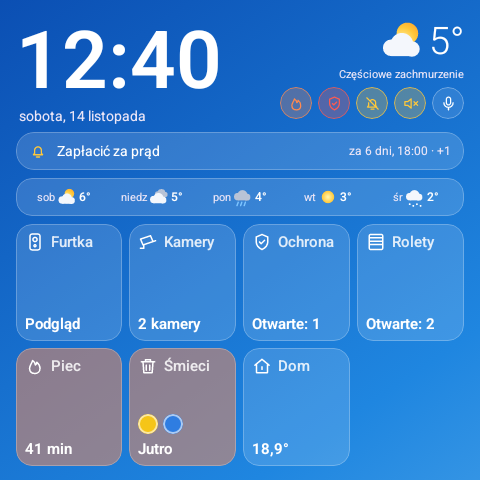 12:40
5°
Częściowe zachmurzenie
sobota, 14 listopada
Zapłacić za prąd
za 6 dni, 18:00 · +1
sob 6° niedz 5° pon 4° wt 3° śr 2°
Furtka
Podgląd
Kamery
2 kamery
Ochrona
Otwarte: 1
Rolety
Otwarte: 2
Piec
41 min
Śmieci
Jutro
Dom
18,9°